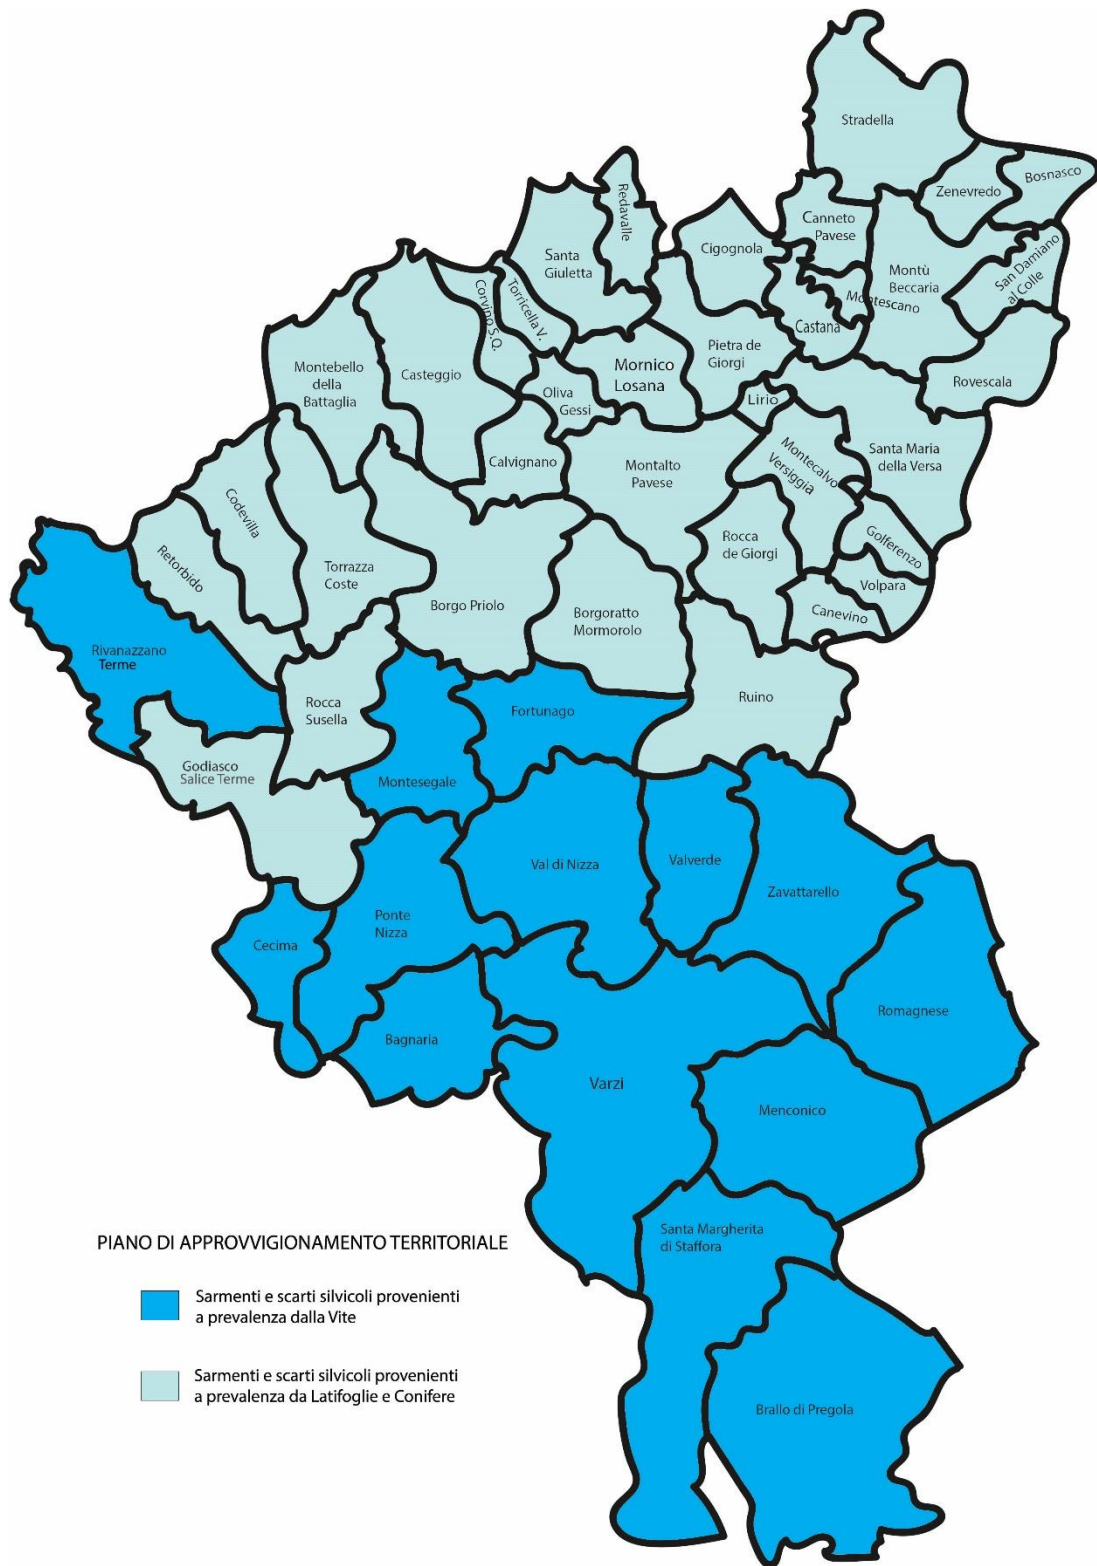 Stradella
Zenevredo
Bosnasco
Redavalle
Canneto
Pavese
Cigognola
Santa
Giuletta
Montù
Beccaria
San Damiano
al Colle
Montescano
Castana
Corvino S.Q.
Torricella V.
Pietra de
Giorgi
Mornico
Losana
Montebello
della
Battaglia
Casteggio
Oliva
Gessi
Lirio
Rovescala
Santa Maria
della Versa
Calvignano
Montalto
Pavese
Montecalvo
Versiggia
Codevilla
Golferenzo
Rocca
de Giorgi
Retorbido
Torrazza
Coste
Volpara
Canevino
Borgo Priolo
Borgoratto
Mormorolo
Rivanazzano
Terme
Rocca
Susella
Ruino
Fortunago
Godiasco
Salice Terme
Montesegale
Val di Nizza
Valverde
Zavattarello
Ponte
Nizza
Cecima
Romagnese
Bagnaria
Varzi
Menconico
Santa Margherita
di Staffora
PIANO DI APPROVVIGIONAMENTO TERRITORIALE
Sarmenti e scarti silvicoli provenienti
a prevalenza dalla Vite
Sarmenti e scarti silvicoli provenienti
a prevalenza da Latifoglie e Conifere
Brallo di Pregola